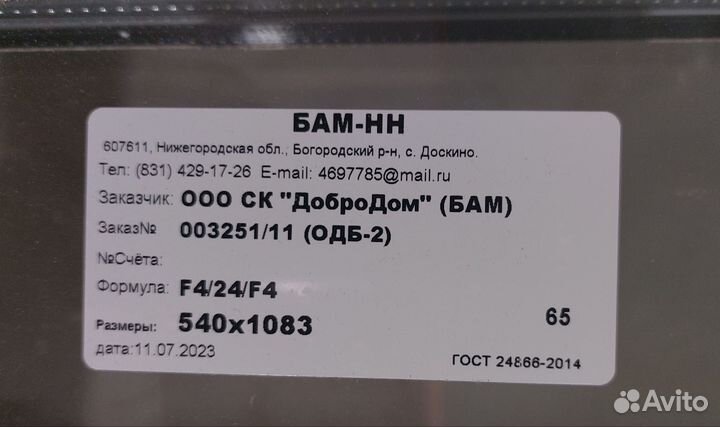 БАМ-НН
607611, Нижегородская обл., Богородский р-н, с. Доскино.
Тел: (831) 429-17-26 E-mail: 4697785@mail.ru
Заказчик: ООО СК "ДоброДом" (БАМ)
Заказ№ 003251/11 (ОДБ-2)
№Счёта:
Формула: F4/24/F4
Размеры: 540x1083 65
дата:11.07.2023
ГОСТ 24866-2014
Avito